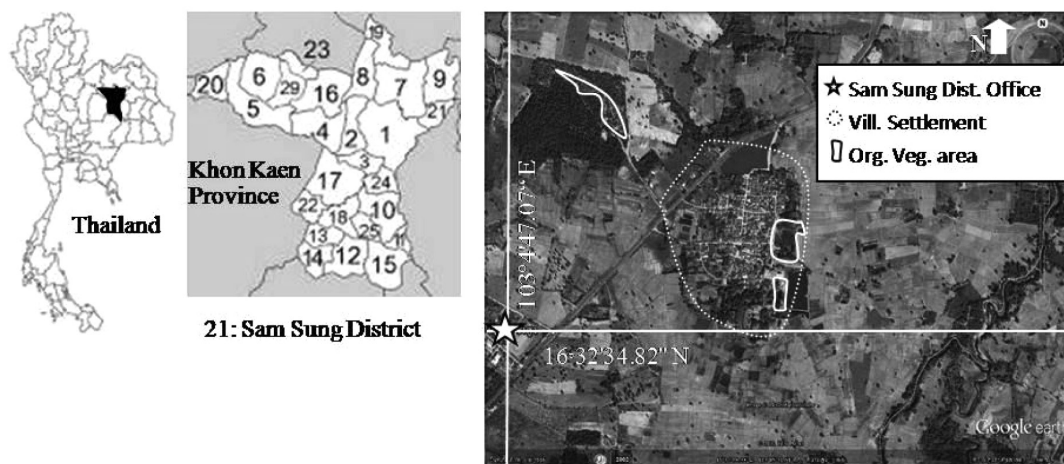 Thailand
19
23
20
6
29
16
8
7
9
5
21
4
2
1
3
Khon Kaen
Province
17
24
22
18
10
13
25
11
14
12
15
21: Sam Sung District
N
N
Sam Sung Dist. Office
Vill. Settlement
Org. Veg. area
103°4'47.07" E
16°32'34.82" N
Google eart